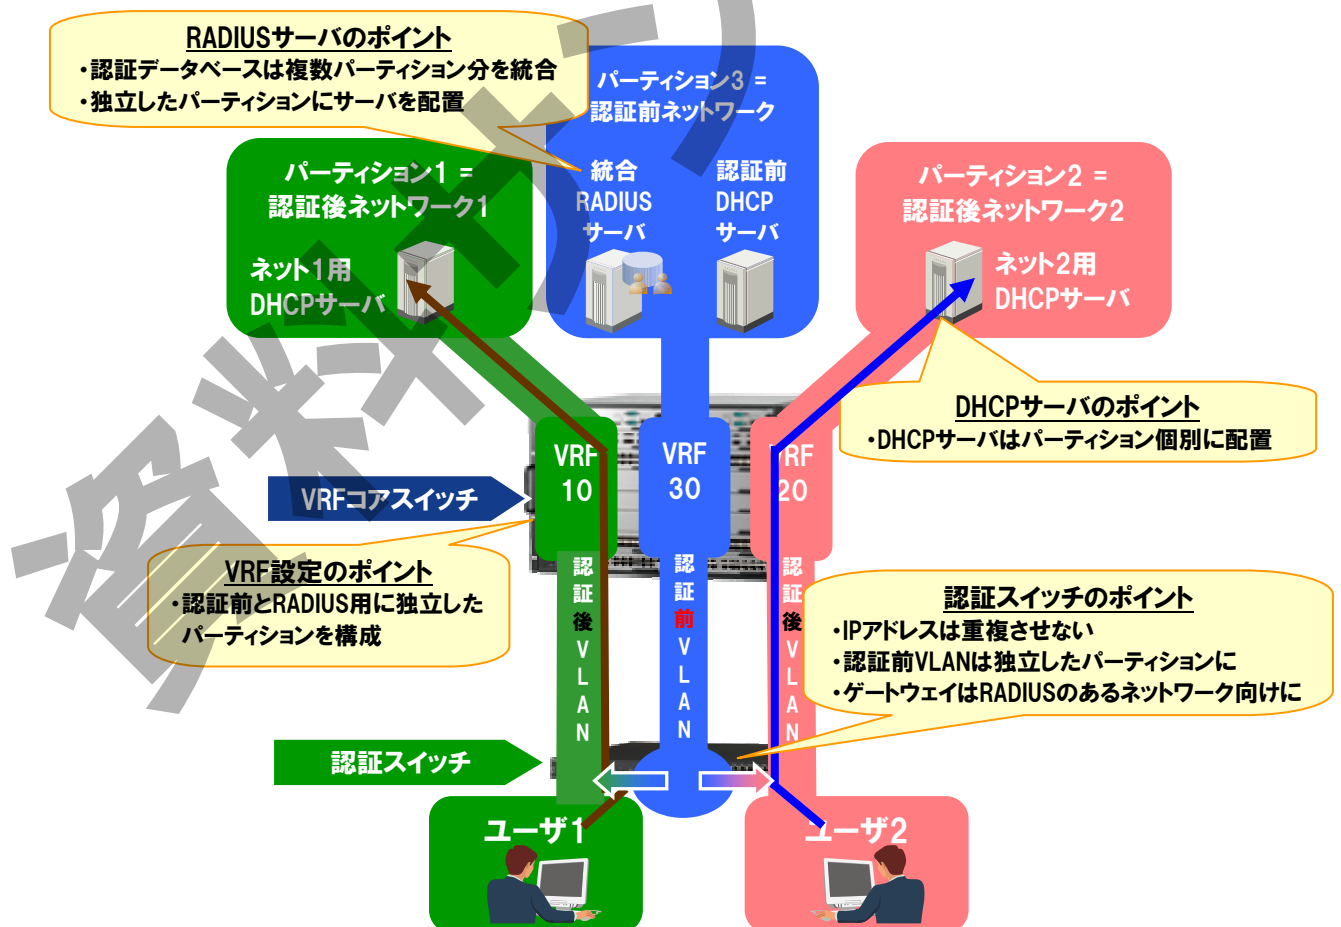 RADIUSサーバのポイント
・認証データベースは複数パーティション分を統合
・独立したパーティションにサーバを配置
パーティション3 =
認証前ネットワーク
統合
RADIUS
サーバ
認証前
DHCP
サーバ
パーティション1 =
認証後ネットワーク1
ネット1用
DHCPサーバ
パーティション2 =
認証後ネットワーク2
ネット2用
DHCPサーバ
DHCPサーバのポイント
・DHCPサーバはパーティション個別に配置
VRF
10
VRF
30
VRF
20
VRFコアスイッチ
VRF設定のポイント
・認証前とRADIUS用に独立した
パーティションを構成
認証後VLAN
認証前VLAN
認証後VLAN
認証スイッチのポイント
・IPアドレスは重複させない
・認証前VLANは独立したパーティションに
・ゲートウェイはRADIUSのあるネットワーク向けに
認証スイッチ
ユーザ1
ユーザ2